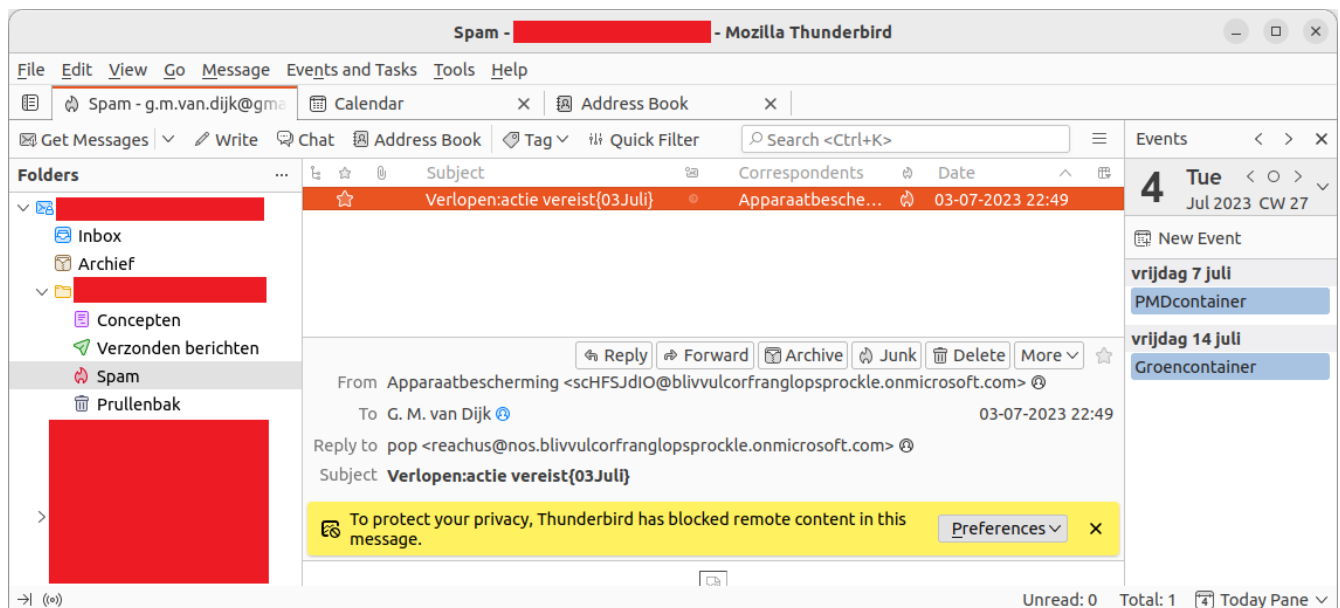 Spam - - Mozilla Thunderbird
File Edit View Go Message Events and Tasks Tools Help
Spam - g.m.van.dijk@gma Calendar Address Book
Get Messages Write Chat Address Book Tag Quick Filter Search <Ctrl+K> Events
Folders ... Subject Correspondents Date
Verlopen:actie vereist{03Juli} Apparaatbesche... 03-07-2023 22:49
4 Tue
Jul 2023 CW 27
Inbox
New Event
Archief
vrijdag 7 juli
PMDcontainer
Concepten
Verzonden berichten
vrijdag 14 juli
Reply Forward Archive Junk Delete More
Groencontainer
Spam
From Apparaatbescherming <scHFSJdIO@blivvulcorfranglopsprockle.onmicrosoft.com>
Prullenbak
To G. M. van Dijk 03-07-2023 22:49
Reply to pop <reachus@nos.blivvulcorfranglopsprockle.onmicrosoft.com>
Subject Verlopen:actie vereist{03Juli}
To protect your privacy, Thunderbird has blocked remote content in this
message.
Preferences
Unread: 0 Total: 1 4 Today Pane